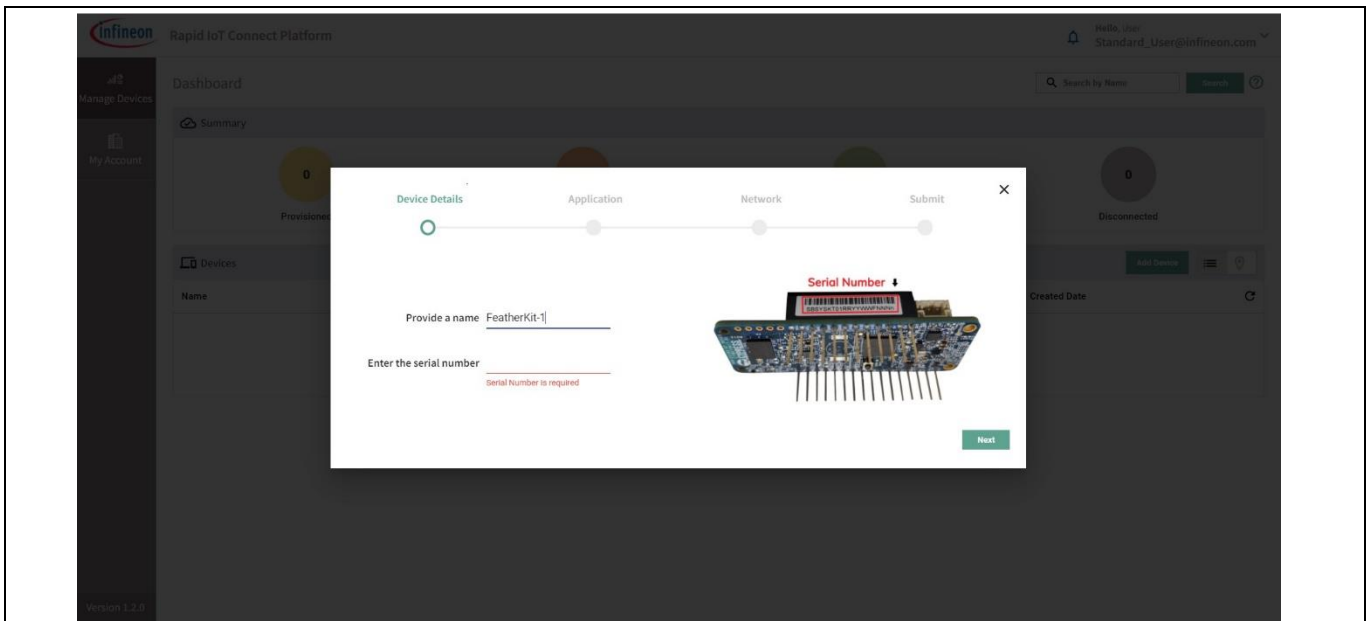 infineon
Rapid IoT Connect Platform
Hello, User
Standard_User@infineon.com
Manage Devices
My Account
Dashboard
Search by Name
Search
Summary
0
0
Provisione
Disconnected
Devices
Add Device
Name
Created Date
Device Details
Application
Network
Submit
Serial Number
Provide a name FeatherKit-1
Enter the serial number
Serial Number is required
Next
Version 1.2.0